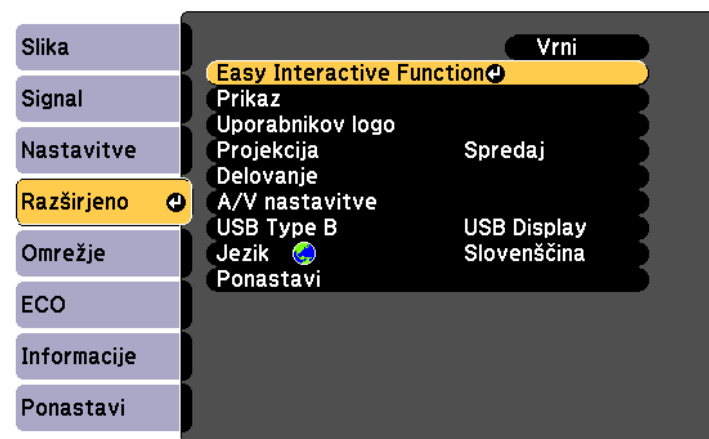 Slika
Signal
Nastavitve
Razširjeno
Omrežje
ECO
Informacije
Ponastavi
Vrni
Easy Interactive Function
Prikaz
Uporabnikov logo
Projekcija Spredaj
Delovanje
A/V nastavitve
USB Type B USB Display
Jezik Slovenščina
Ponastavi